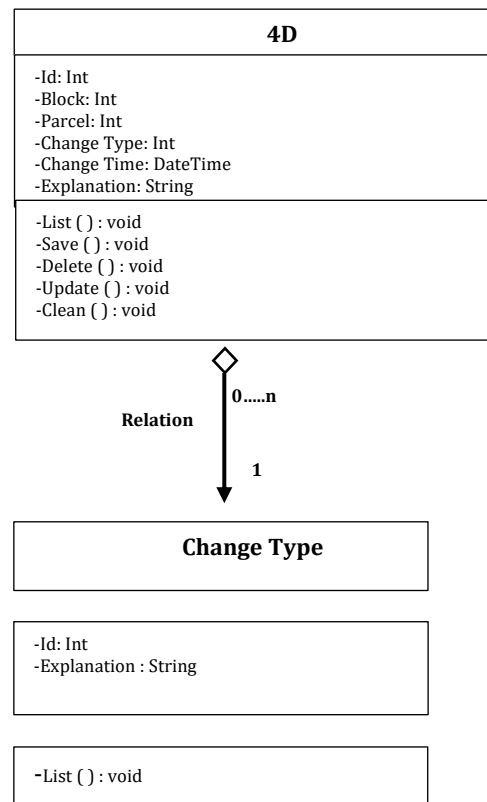 4D
-Id: Int
-Block: Int
-Parcel: Int
-Change Type: Int
-Change Time: DateTime
-Explanation: String
-List ( ) : void
-Save ( ) : void
-Delete ( ) : void
-Update ( ) : void
-Clean ( ) : void
0.....n
Relation
1
Change Type
-Id: Int
-Explanation : String
-List ( ) : void